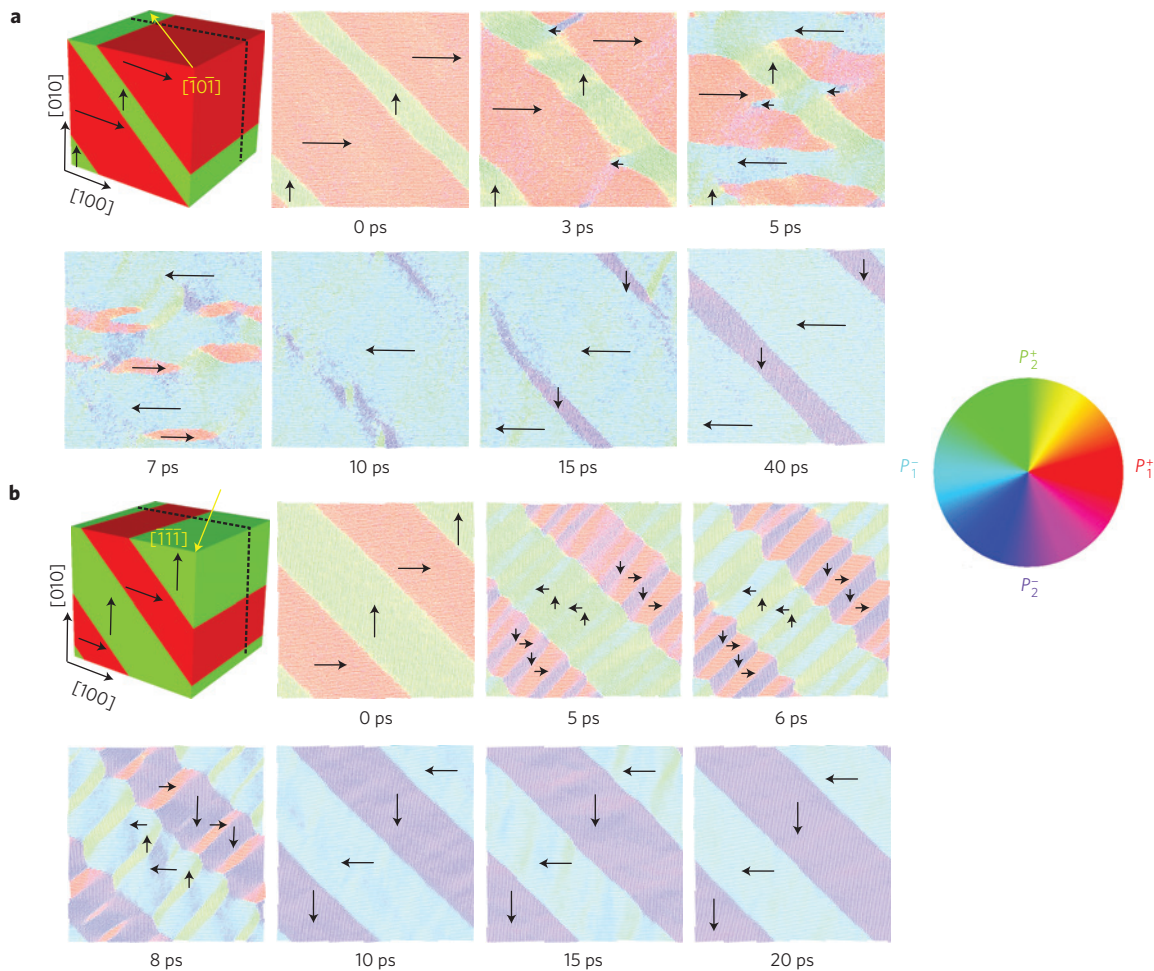 a
[010]
[100]
[1̄01̄]
0 ps
3 ps
5 ps
7 ps
10 ps
15 ps
40 ps
P₂⁺
P₁⁻
P₁⁺
P₂⁻
b
[010]
[100]
[1̄1̄1̄]
0 ps
5 ps
6 ps
8 ps
10 ps
15 ps
20 ps